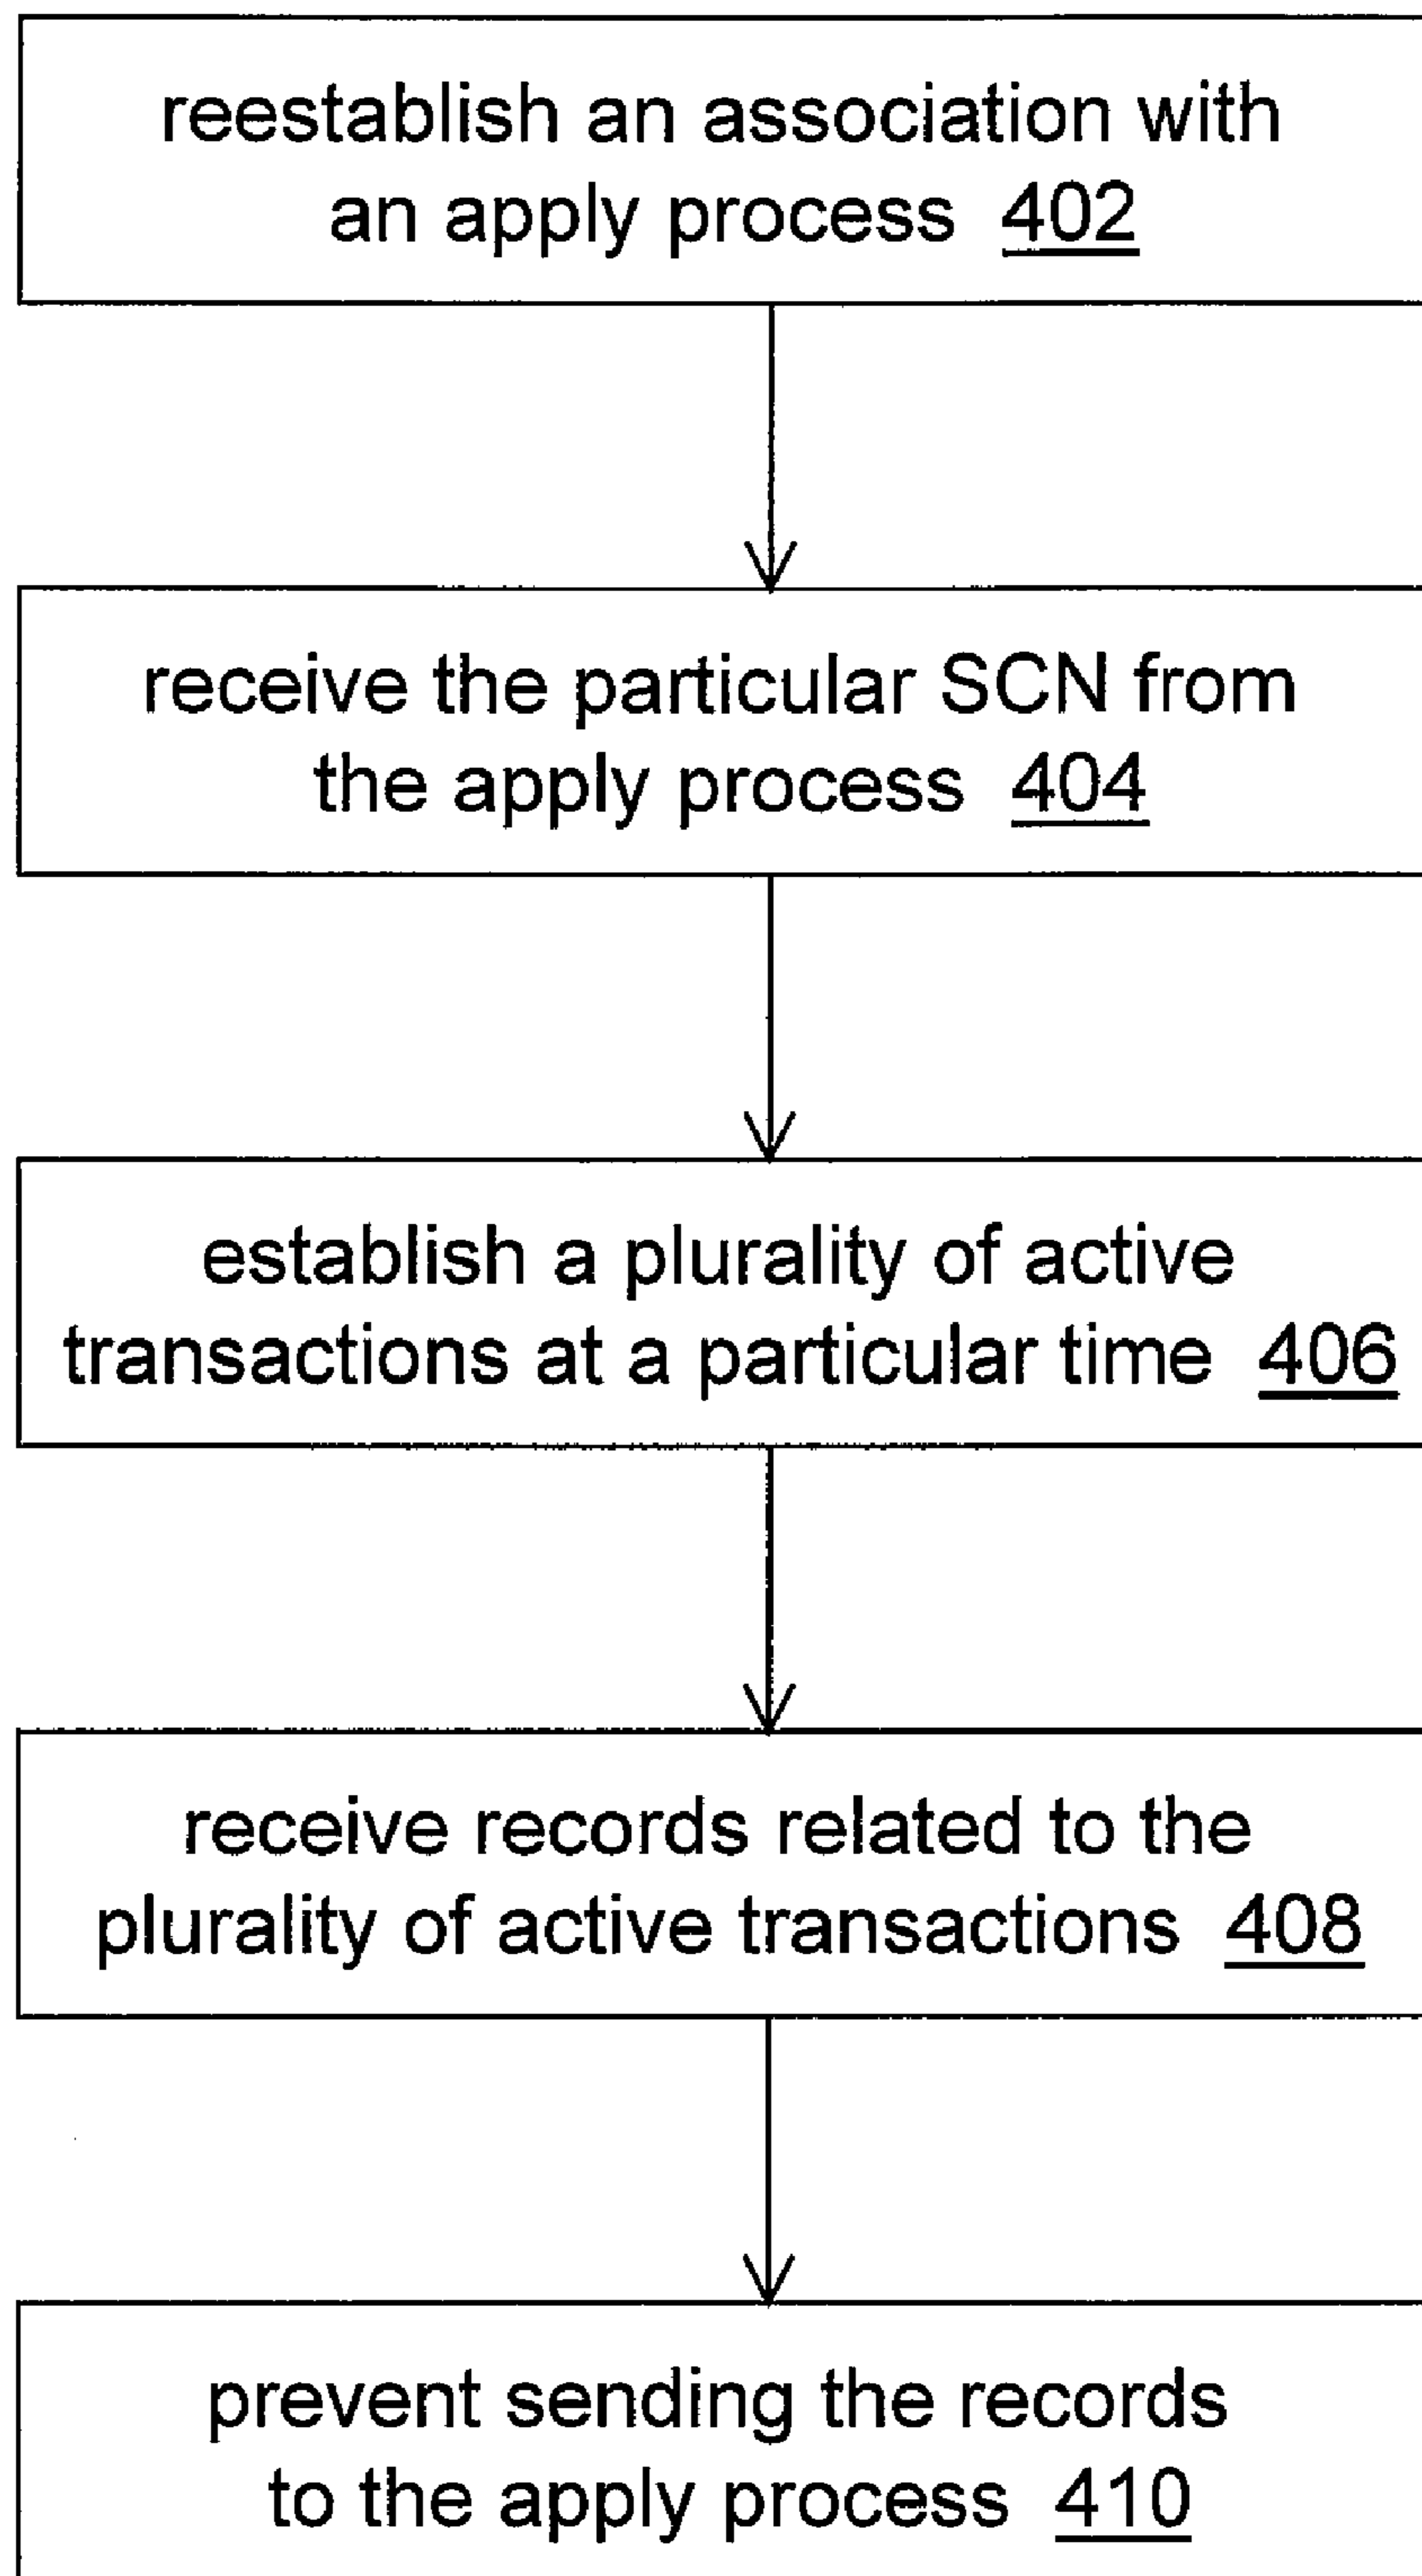 reestablish an association with
an apply process 402
receive the particular SCN from
the apply process 404
establish a plurality of active
transactions at a particular time 406
receive records related to the
plurality of active transactions 408
prevent sending the records
to the apply process 410